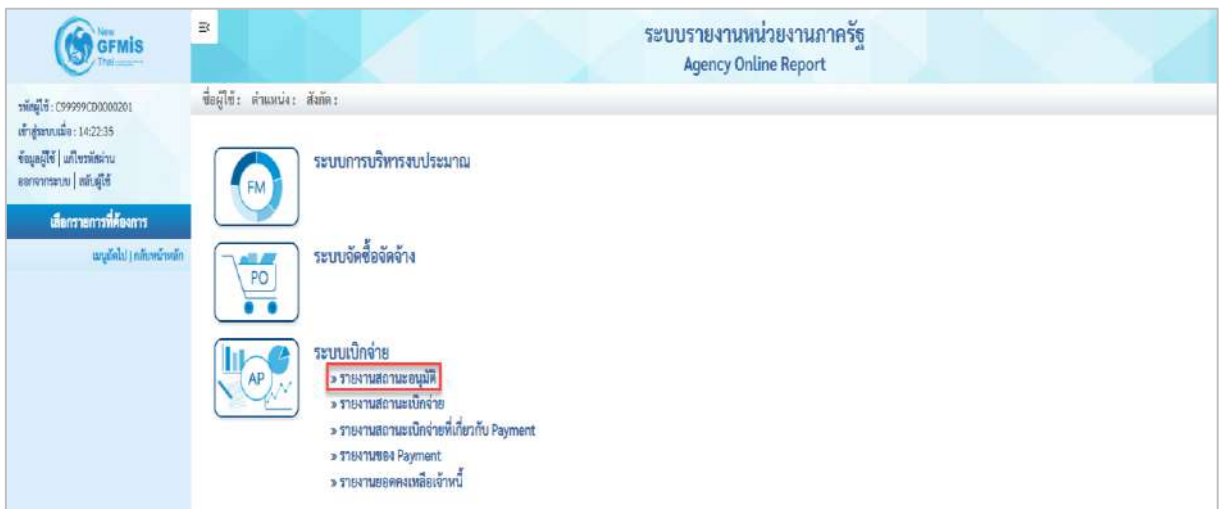 New
GFMIS
Thai
ระบบรายงานหน่วยงานภาครัฐ
Agency Online Report
รหัสผู้ใช้ : C99999CD0000201
เข้าสู่ระบบเมื่อ : 14:22:35
ข้อมูลผู้ใช้ | แก้ไขรหัสผ่าน
ออกจากระบบ | สลับผู้ใช้
เลือกรายการที่ต้องการ
เมนูถัดไป | กลับหน้าหลัก
ชื่อผู้ใช้ : ตำแหน่ง : สังกัด :
FM
ระบบการบริหารงบประมาณ
PO
ระบบจัดซื้อจัดจ้าง
AP
ระบบเบิกจ่าย
» รายงานสถานะอนุมัติ
» รายงานสถานะเบิกจ่าย
» รายงานสถานะเบิกจ่ายที่เกี่ยวกับ Payment
» รายงานของ Payment
» รายงานยอดคงเหลือเจ้าหนี้